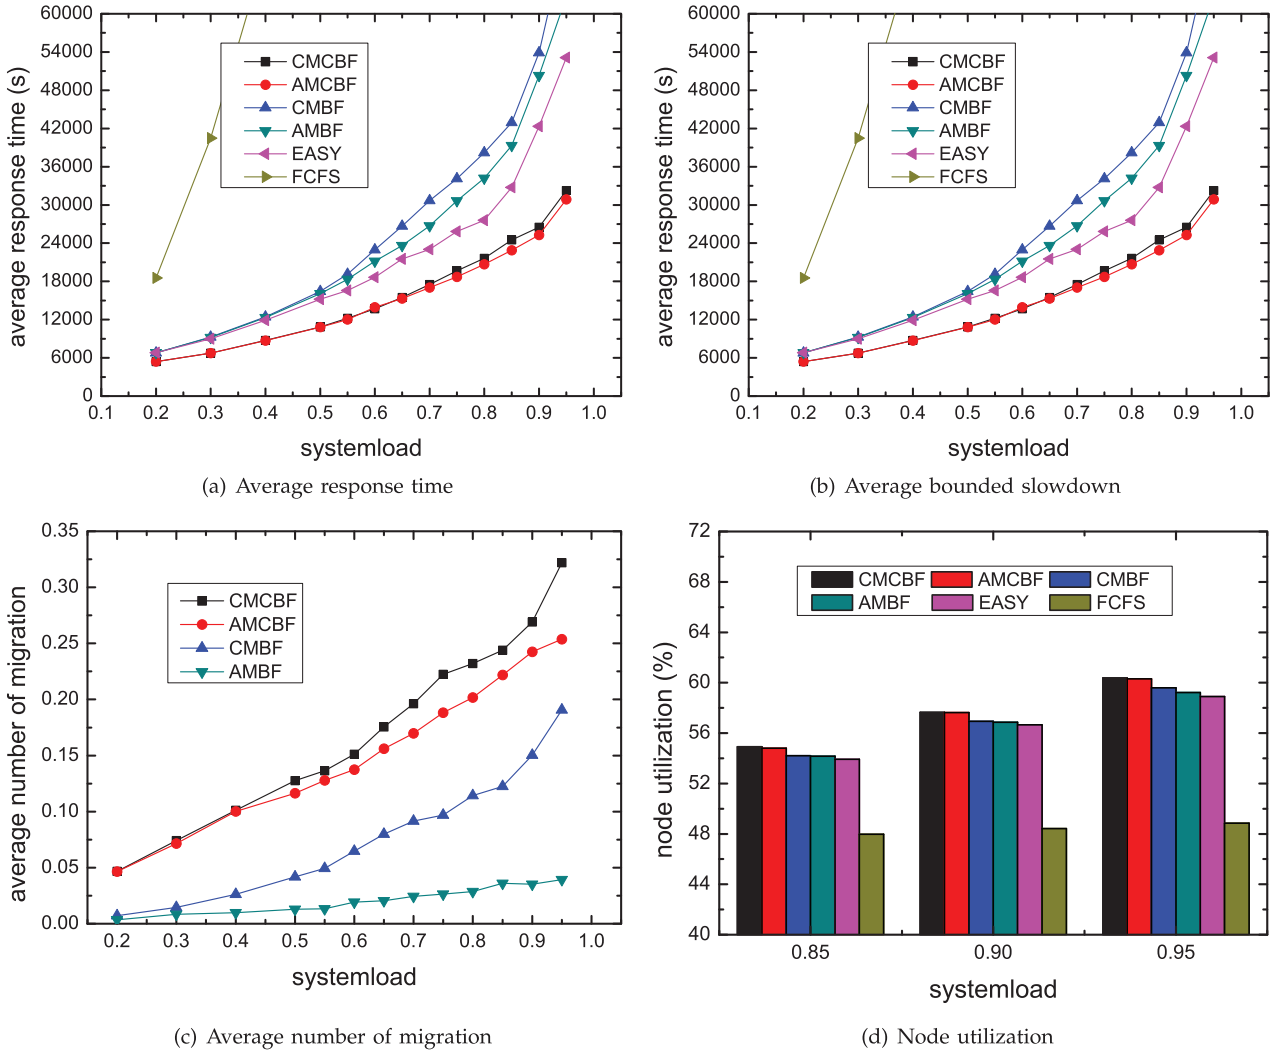 60000
54000
48000
42000
36000
30000
24000
18000
12000
6000
0
average response time (s)
CMCBF
AMCBF
CMBF
AMBF
EASY
FCFS
0.1 0.2 0.3 0.4 0.5 0.6 0.7 0.8 0.9 1.0
systemload
(a) Average response time
60000
54000
48000
42000
36000
30000
24000
18000
12000
6000
0
average response time (s)
CMCBF
AMCBF
CMBF
AMBF
EASY
FCFS
0.1 0.2 0.3 0.4 0.5 0.6 0.7 0.8 0.9 1.0
systemload
(b) Average bounded slowdown
0.35
0.30
0.25
0.20
0.15
0.10
0.05
0.00
average number of migration
CMCBF
AMCBF
CMBF
AMBF
0.2 0.3 0.4 0.5 0.6 0.7 0.8 0.9 1.0
systemload
(c) Average number of migration
72
68
64
60
56
52
48
44
40
node utilization (%)
CMCBF AMCBF CMBF
AMBF EASY FCFS
0.85 0.90 0.95
systemload
(d) Node utilization